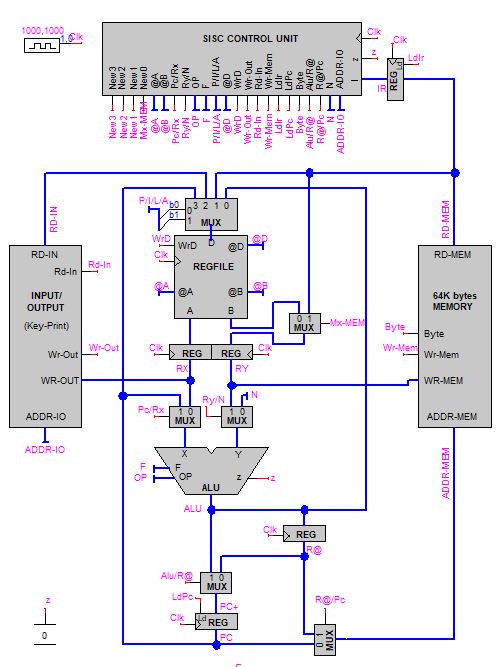 1000,1000
1,0
Clk
SISC CONTROL UNIT
Clk
z
I
ADDR-IO
N
R@/Pc
Alu/R@
Byte
LdPc
LdIr
Wr-Mem
Rd-In
Wr-Out
WrD
@D
P/I/L/A
F
OP
Ry/N
Pc/Rx
@B
@A
New0
New1
New2
New3
Clk
Ld
LdIr
REG
IR
New3
New2
New1
Mx-MEM
@A
@B
Pc/Rx
Ry/N
OP
F
P/I/L/A
@D
WrD
Wr-Out
Rd-In
Wr-Mem
LdIr
LdPc
Byte
Alu/R@
R@/Pc
N
ADDR-IO
RD-IN
RD-MEM
P/I/L/A
b0
b1
0
1
3 2 1 0
MUX
WrD
WrD
D
@D
@D
Clk
REGFILE
@A
@A
@B
@B
A
B
0 1
MUX
Mx-MEM
RD-IN
Rd-In
Rd-In
INPUT/
OUTPUT
(Key-Print)
Wr-Out
Wr-Out
WR-OUT
ADDR-IO
ADDR-IO
RD-MEM
64K bytes
MEMORY
Byte
Byte
Wr-Mem
Wr-Mem
WR-MEM
ADDR-MEM
ADDR-MEM
Clk
REG
REG
Clk
RX
RY
Pc/Rx
1 0
MUX
Ry/N
1 0
MUX
N
X
Y
F
F
OP
OP
z
z
ALU
ALU
Clk
REG
R@
Alu/R@
1 0
MUX
LdPc
PC+
Ld
Clk
REG
PC
R@/Pc
0 1
MUX
z
0